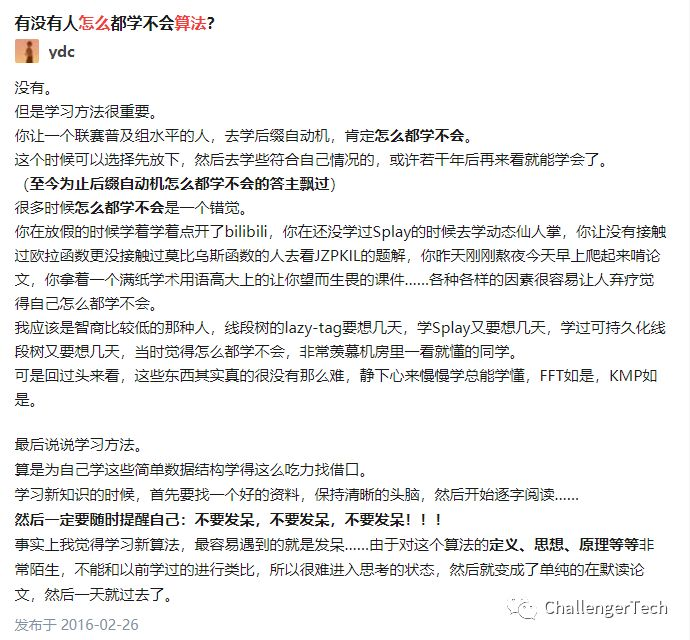 有没有人怎么都学不会算法?
ydc
没有。
但是学习方法很重要。
你让一个联赛普及组水平的人，去学后缀自动机，肯定怎么都学不会。
这个时候可以选择先放下，然后去学些符合自己情况的，或许若干年后再来看就能学会了。
（至今为止后缀自动机怎么都学不会的答主飘过）
很多时候怎么都学不会是一个错觉。
你在放假的时候学着学着点开了bilibili，你在还没学过Splay的时候去学动态仙人掌，你让没有接触
过欧拉函数更没接触过莫比乌斯函数的人去看JZPKIL的题解，你昨天刚刚熬夜今天早上爬起来啃论
文，你拿着一个满纸学术用语高大上的让你望而生畏的课件......各种各样的因素很容易让人弃疗觉
得自己怎么都学不会。
我应该是智商比较低的那种人，线段树的lazy-tag要想几天，学Splay又要想几天，学过可持久化线
段树又要想几天，当时觉得怎么都学不会，非常羡慕机房里一看就懂的同学。
可是回过头来看，这些东西其实真的很没有那么难，静下心来慢慢学总能学懂，FFT如是，KMP如
是。
最后说说学习方法。
算是为自己学这些简单数据结构学得这么吃力找借口。
学习新知识的时候，首先要找一个好的资料，保持清晰的头脑，然后开始逐字阅读......
然后一定要随时提醒自己：不要发呆，不要发呆，不要发呆！！！
事实上我觉得学习新算法，最容易遇到的就是发呆......由于对这个算法的定义、思想、原理等等非
常陌生，不能和以前学过的进行类比，所以很难进入思考的状态，然后就变成了单纯的在默读论
文，然后一天就过去了。
发布于 2016-02-26
ChallengerTech